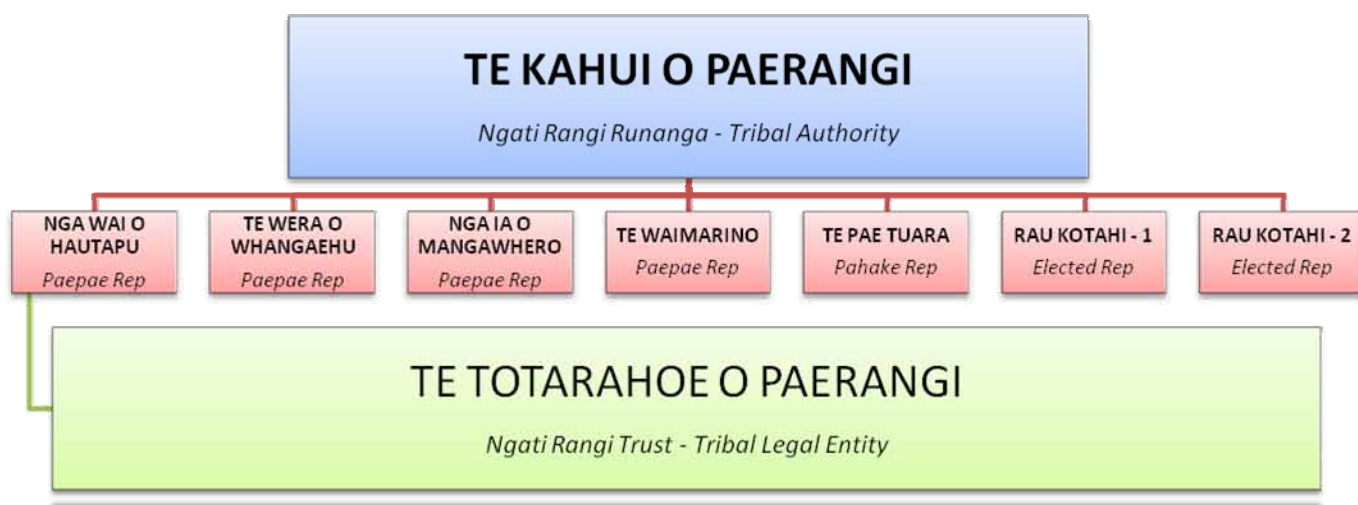 TE KAHUI O PAERANGI
Ngati Rangi Runanga - Tribal Authority
NGA WAI O
HAUTAPU
Paepae Rep
TE WERA O
WHANGAEHU
Paepae Rep
NGA IA O
MANGAWHERO
Paepae Rep
TE WAIMARINO
Paepae Rep
TE PAE TUARA
Pahake Rep
RAU KOTAHI - 1
Elected Rep
RAU KOTAHI - 2
Elected Rep
TE TOTARAHOE O PAERANGI
Ngati Rangi Trust - Tribal Legal Entity